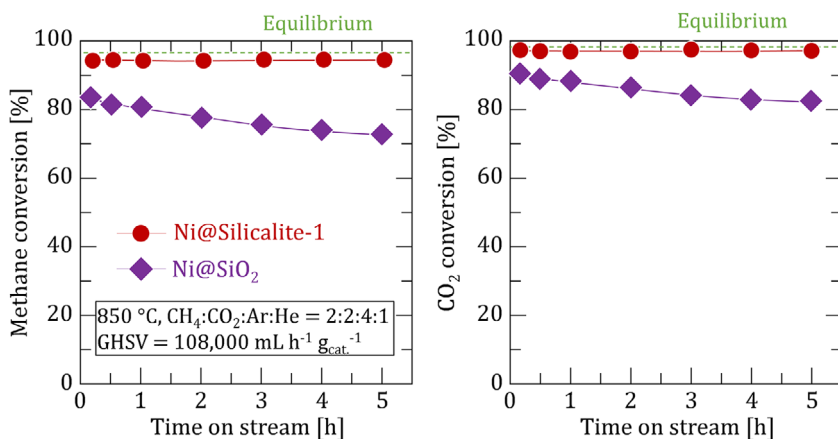 Equilibrium
100
80
60
40
20
0
Methane conversion [%]
Ni@Silicalite-1
Ni@SiO₂
850 °C, CH₄:CO₂:Ar:He = 2:2:4:1
GHSV = 108,000 mL h⁻¹ g_cat.⁻¹
0 1 2 3 4 5
Time on stream [h]
Equilibrium
100
80
60
40
20
0
CO₂ conversion [%]
0 1 2 3 4 5
Time on stream [h]